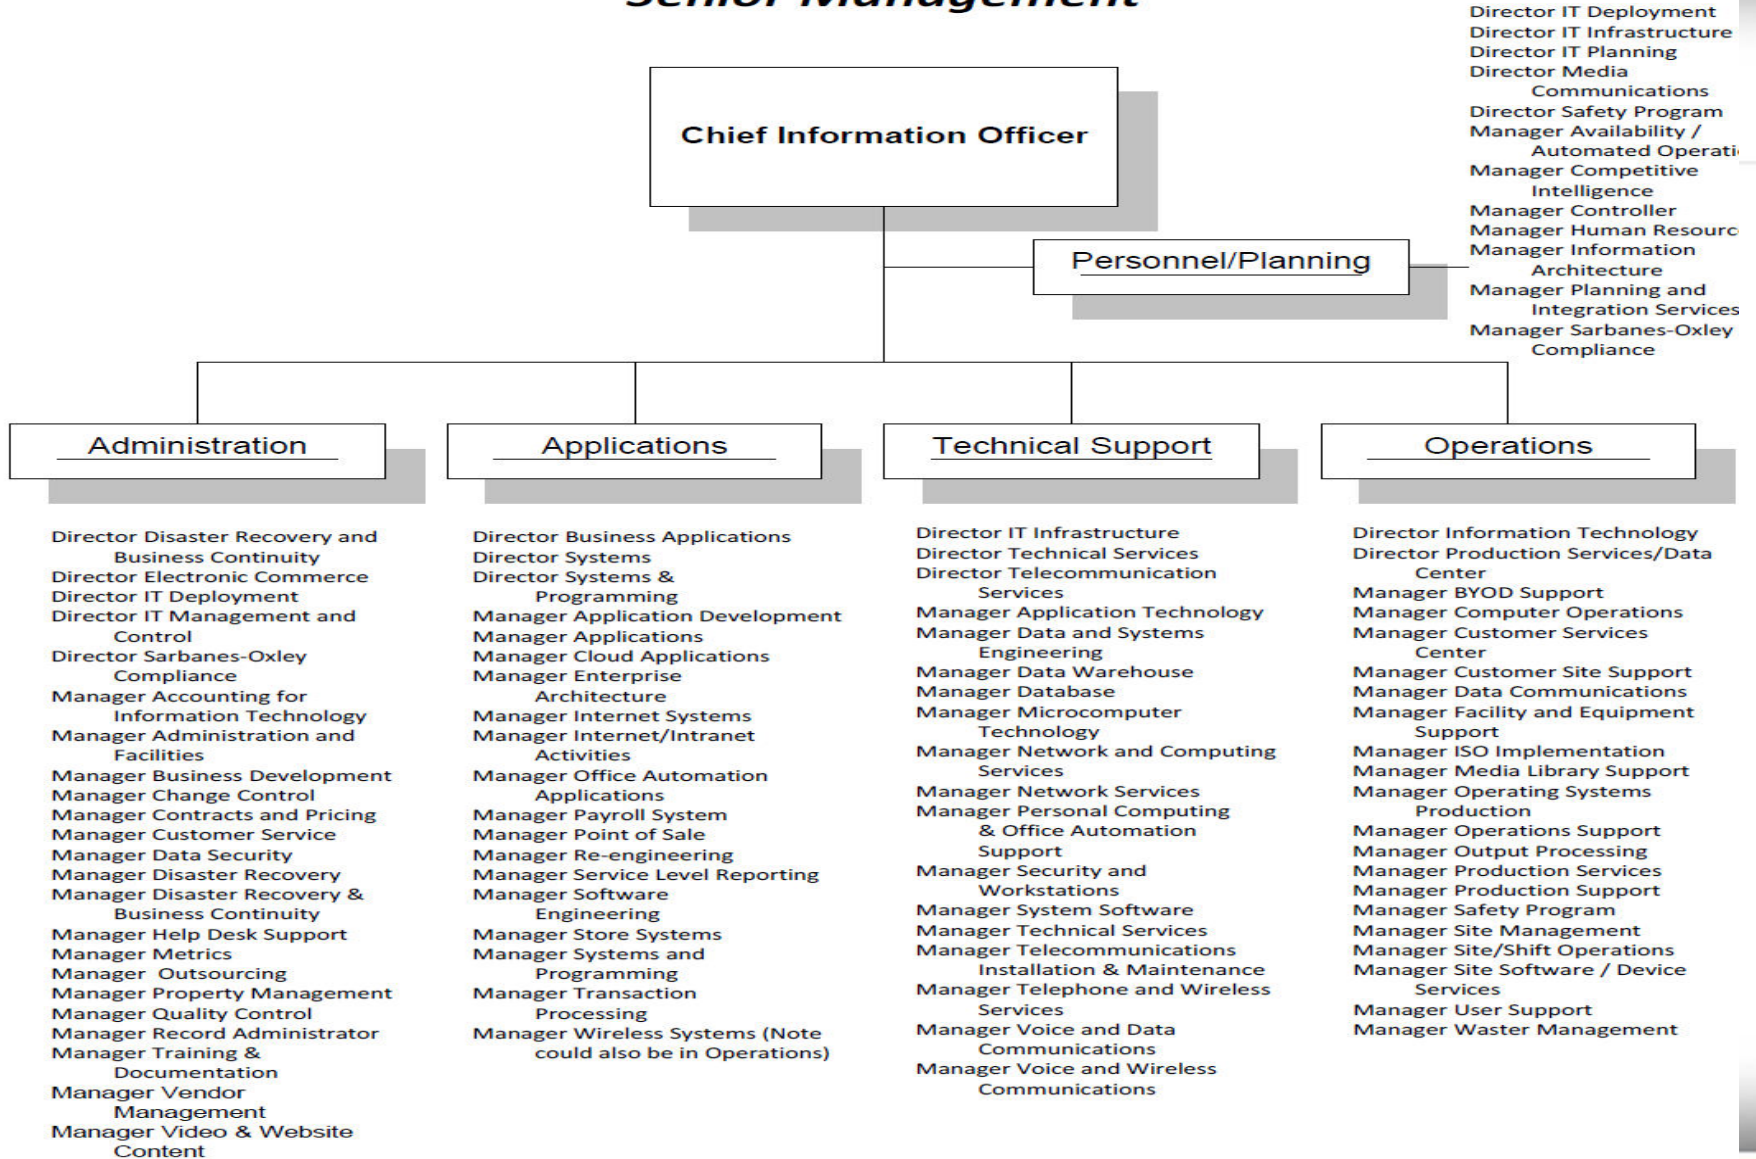 Senior Management
Director IT Deployment
Director IT Infrastructure
Director IT Planning
Director Media
Communications
Director Safety Program
Manager Availability /
Automated
Manager Competitive
Intelligence
Manager Controller
Manager Human
Manager Information
Architecture
Manager Planning and
Integration Services
Manager Sarbanes-Oxley
Compliance
Chief Information Officer
Personnel/Planning
Administration
Director Disaster Recovery and
Business Continuity
Director Electronic Commerce
Director IT Deployment
Director IT Management and
Control
Director Sarbanes-Oxley
Compliance
Manager Accounting for
Information Technology
Manager Administration and
Facilities
Manager Business Development
Manager Change Control
Manager Contracts and Pricing
Manager Customer Service
Manager Data Security
Manager Disaster Recovery
Manager Disaster Recovery &
Business Continuity
Manager Help Desk Support
Manager Metrics
Manager Outsourcing
Manager Property Management
Manager Quality Control
Manager Record Administrator
Manager Training &
Documentation
Manager Vendor
Management
Manager Video & Website
Content
Applications
Director Business Applications
Director Systems
Director Systems &
Programming
Manager Application Development
Manager Applications
Manager Cloud Applications
Manager Enterprise
Architecture
Manager Internet Systems
Manager Internet/Intranet
Activities
Manager Office Automation
Applications
Manager Payroll System
Manager Point of Sale
Manager Re-engineering
Manager Service Level Reporting
Manager Software
Engineering
Manager Store Systems
Manager Systems and
Programming
Manager Transaction
Processing
Manager Wireless Systems (Note
could also be in Operations)
Technical Support
Director IT Infrastructure
Director Technical Services
Director Telecommunication
Services
Manager Application Technology
Manager Data and Systems
Engineering
Manager Data Warehouse
Manager Database
Manager Microcomputer
Technology
Manager Network and Computing
Services
Manager Network Services
Manager Personal Computing
& Office Automation
Support
Manager Security and
Workstations
Manager System Software
Manager Technical Services
Manager Telecommunications
Installation & Maintenance
Manager Telephone and Wireless
Services
Manager Voice and Data
Communications
Manager Voice and Wireless
Communications
Operations
Director Information Technology
Director Production Services/Data
Center
Manager BYOD Support
Manager Computer Operations
Manager Customer Services
Center
Manager Customer Site Support
Manager Data Communications
Manager Facility and Equipment
Support
Manager ISO Implementation
Manager Media Library Support
Manager Operating Systems
Production
Manager Operations Support
Manager Output Processing
Manager Production Services
Manager Production Support
Manager Safety Program
Manager Site Management
Manager Site/Shift Operations
Manager Site Software / Device
Services
Manager User Support
Manager Waster Management